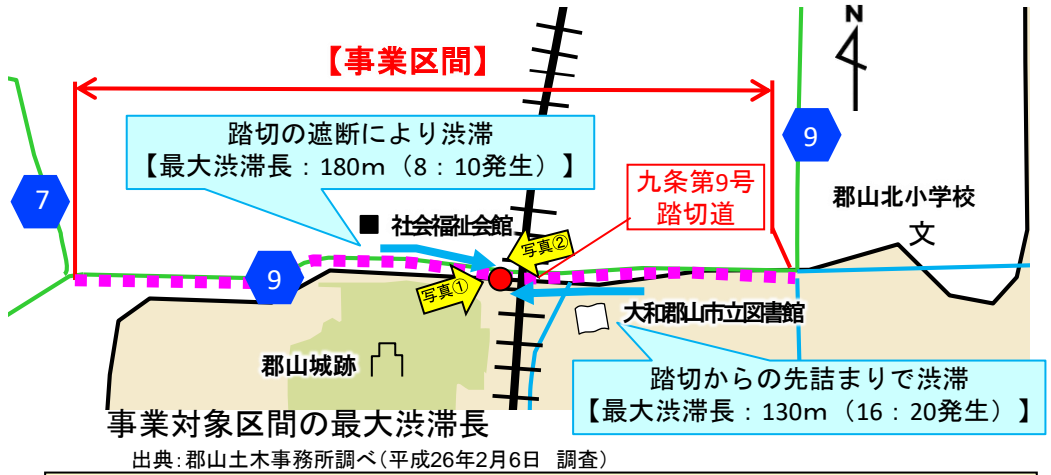 【事業区間】
N
踏切の遮断により渋滞
【最大渋滞長：180m（8：10発生）】
9
7
九条第9号
踏切道
郡山北小学校
文
社会福祉会館
写真②
9
写真①
大和郡山市立図書館
郡山城跡
踏切からの先詰まりで渋滞
【最大渋滞長：130m（16：20発生）】
事業対象区間の最大渋滞長
出典：郡山土木事務所調べ（平成26年2月6日 調査）